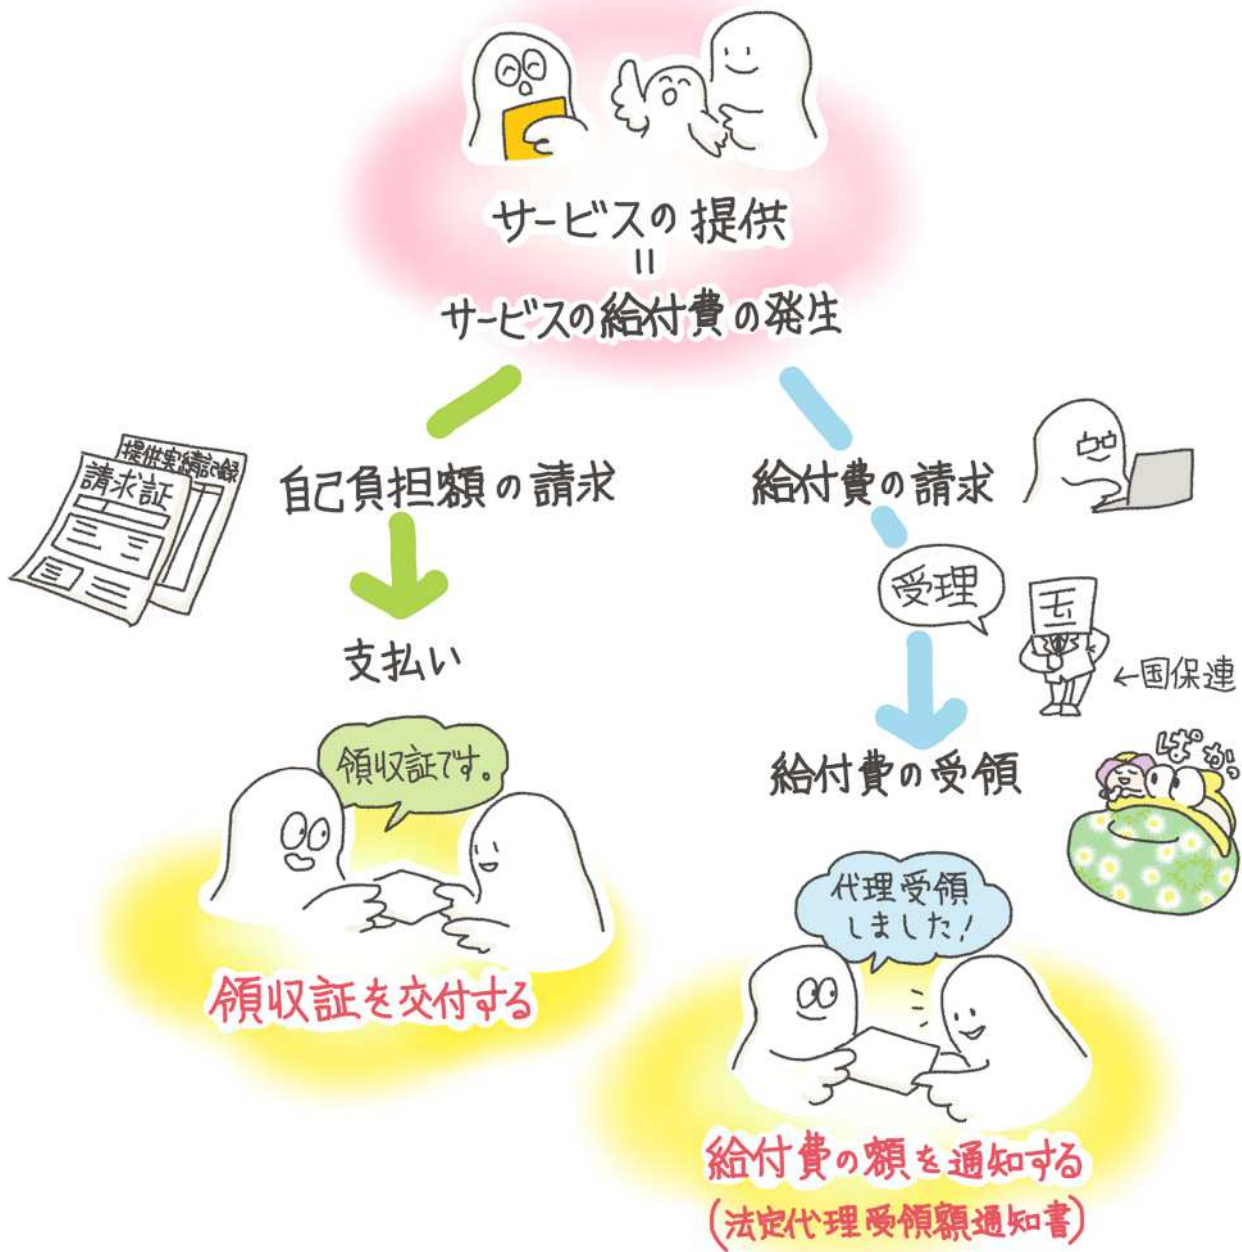 サービスの提供
=
サービスの給付費の発生
提供実績記録
請求証
自己負担額の請求
支払い
領収証です。
領収証を交付する
給付費の請求
受理
玉
←国保連
給付費の受領
ぱかっ
代理受領
しました!
給付費の額を通知する
(法定代理受領額通知書)